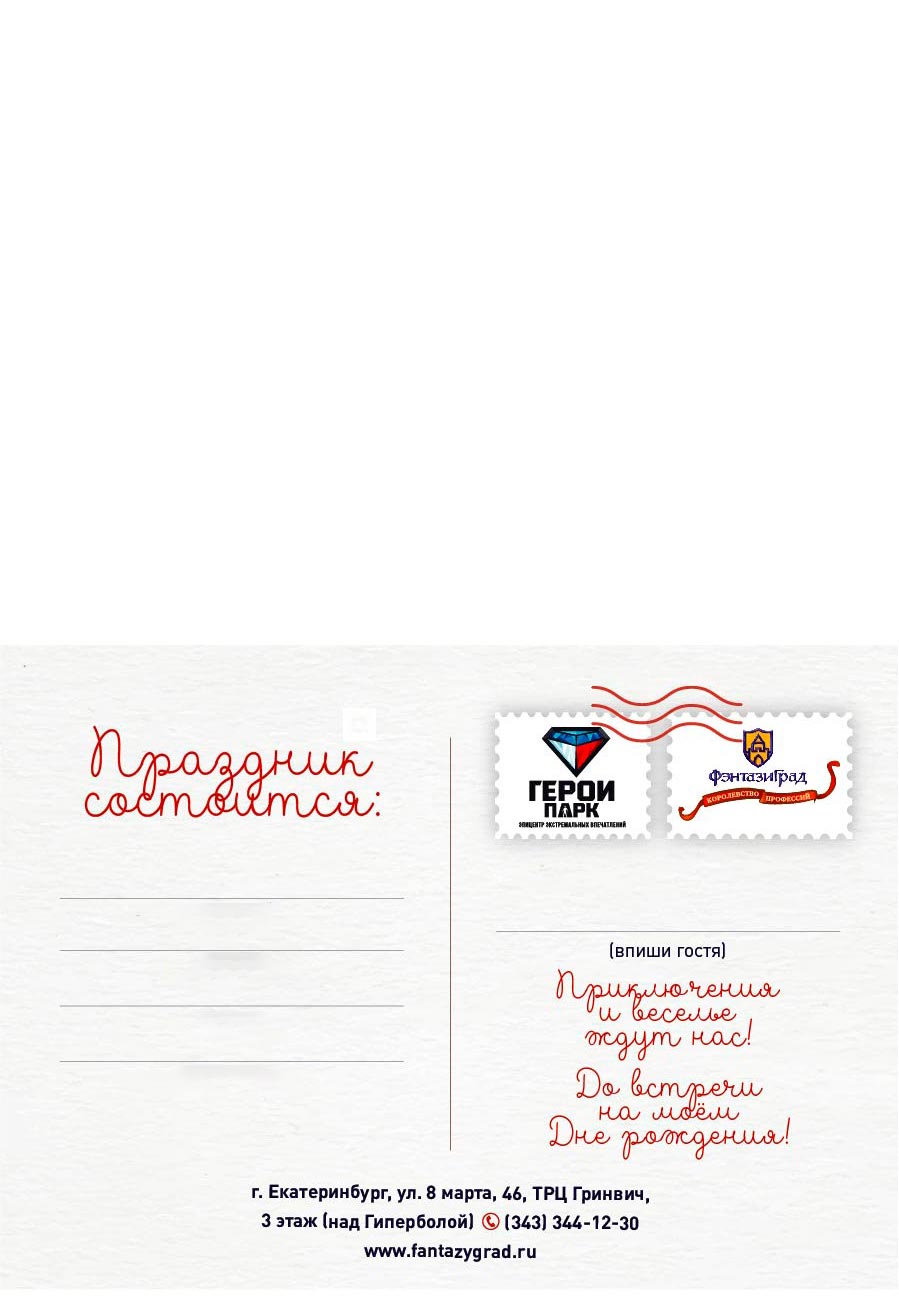 Праздник
состоится:
ГЕРОИ
ПАРК
ЭПИЦЕНТР ЭКСТРЕМАЛЬНЫХ ВПЕЧАТЛЕНИЙ
ФэнтазиГрад
КОРОЛЕВСТВО ПРОФЕССИЙ
(впиши гостя)
Приключения
и веселье
ждут нас!
До встречи
на моём
Дне рождения!
г. Екатеринбург, ул. 8 марта, 46, ТРЦ Гринвич,
3 этаж (над Гиперболой) (343) 344-12-30
www.fantazygrad.ru